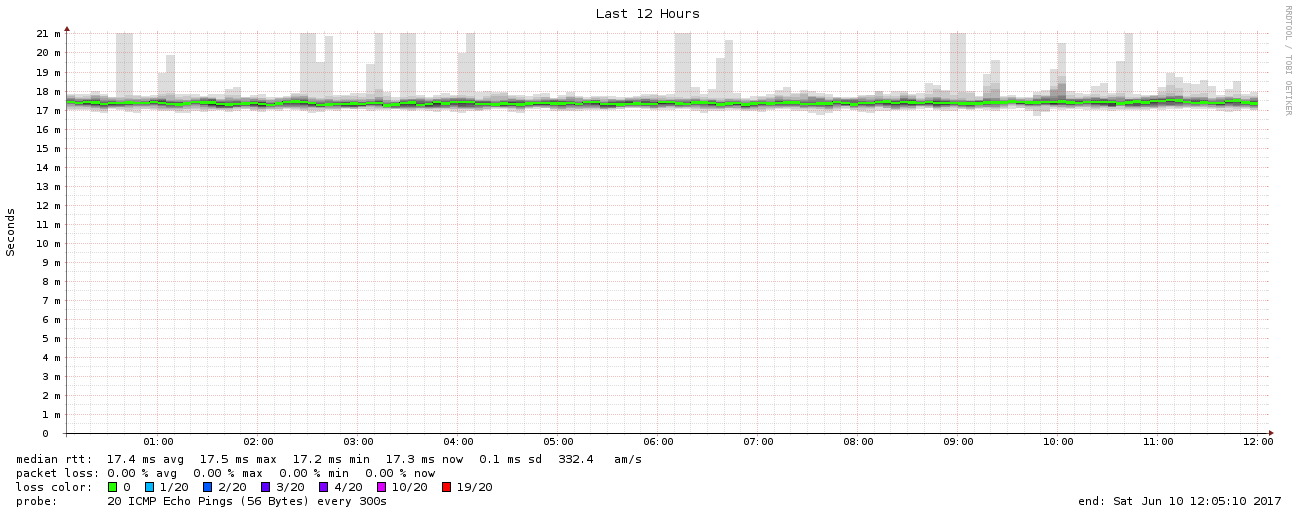 Last 12 Hours
RRDTOOL / TOBI OETIKER
Seconds
21 m
20 m
19 m
18 m
17 m
16 m
15 m
14 m
13 m
12 m
11 m
10 m
9 m
8 m
7 m
6 m
5 m
4 m
3 m
2 m
1 m
0
01:00 02:00 03:00 04:00 05:00 06:00 07:00 08:00 09:00 10:00 11:00 12:00
median rtt: 17.4 ms avg 17.5 ms max 17.2 ms min 17.3 ms now 0.1 ms sd 332.4 am/s
packet loss: 0.00 % avg 0.00 % max 0.00 % min 0.00 % now
loss color: 0 1/20 2/20 3/20 4/20 10/20 19/20
probe: 20 ICMP Echo Pings (56 Bytes) every 300s end: Sat Jun 10 12:05:10 2017